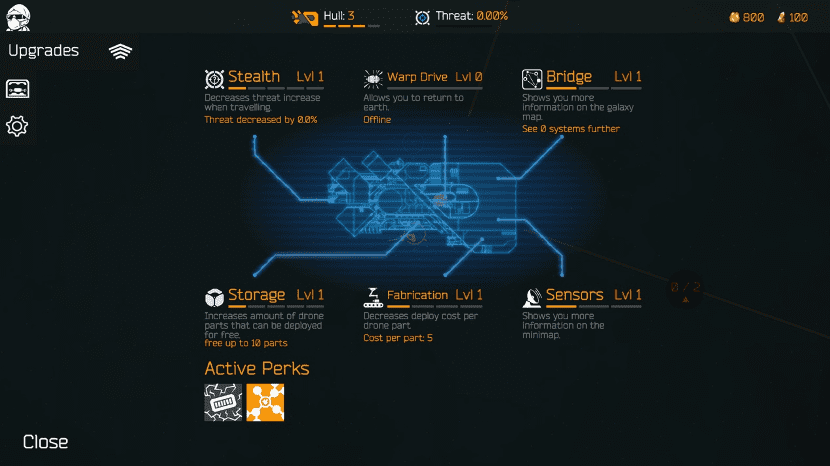 Hull: 3
Threat: 0.00%
800
100
Upgrades
Stealth Lvl 1
Decreases threat increase
when travelling.
Threat decreased by 0.0%
Warp Drive Lvl 0
Allows you to return to
earth.
Offline
Bridge Lvl 1
Shows you more
information on the galaxy
map.
See 0 systems further
Storage Lvl 1
Increases amount of drone
parts that can be deployed
for free.
free up to 10 parts
Fabrication Lvl 1
Decreases deploy cost per
drone part.
Cost per part: 5
Sensors Lvl 1
Shows you more
information on the
minimap.
0 / 2
Active Perks
Close